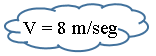 V = 8 m/seg